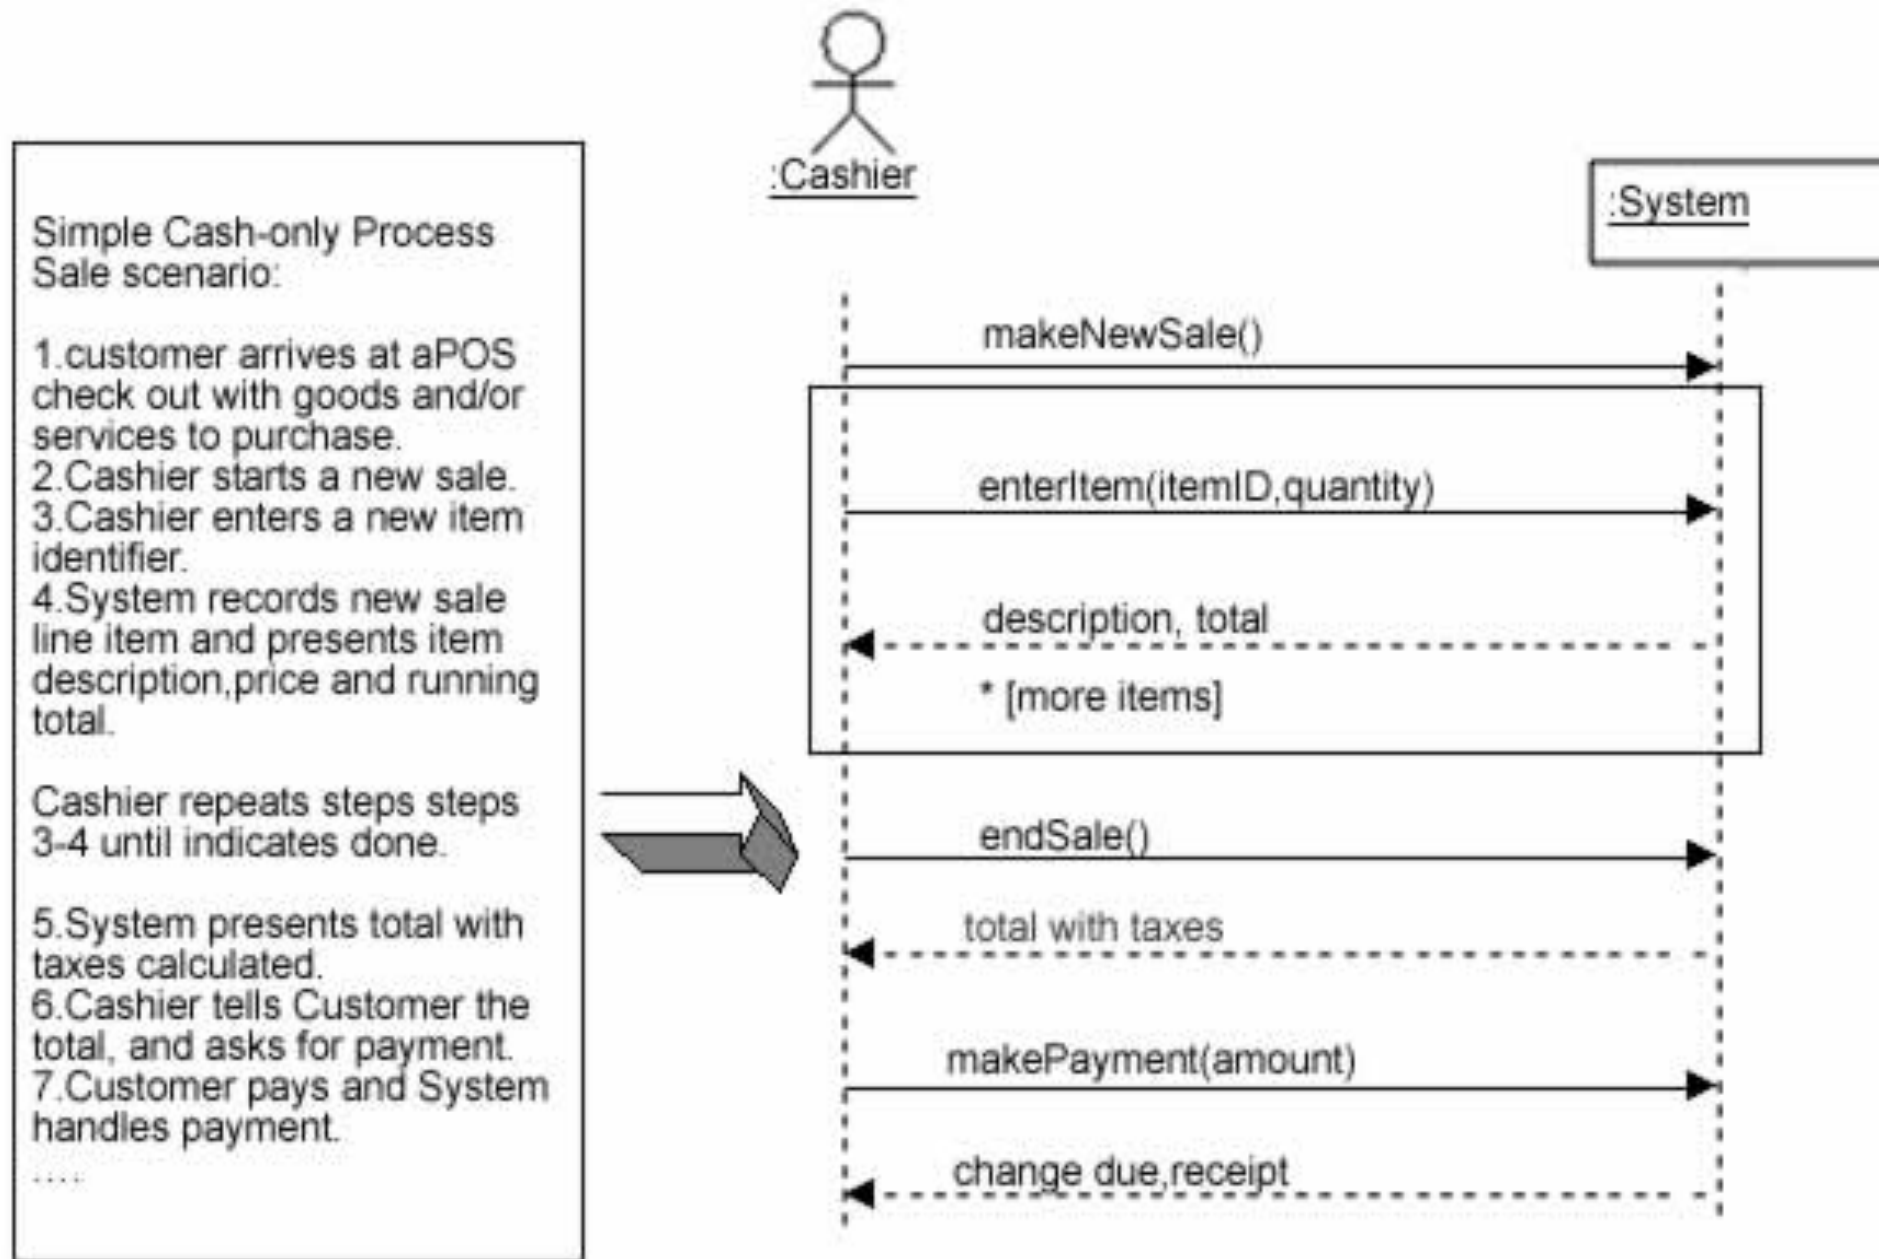 Simple Cash-only Process
Sale scenario:
1.customer arrives at aPOS
check out with goods and/or
services to purchase.
2.Cashier starts a new sale.
3.Cashier enters a new item
identifier.
4.System records new sale
line item and presents item
description,price and running
total.
Cashier repeats steps steps
3-4 until indicates done.
5.System presents total with
taxes calculated.
6.Cashier tells Customer the
total, and asks for payment.
7.Customer pays and System
handles payment.
....
:Cashier
:System
makeNewSale()
enterItem(itemID,quantity)
description, total
* [more items]
endSale()
total with taxes
makePayment(amount)
change due,receipt